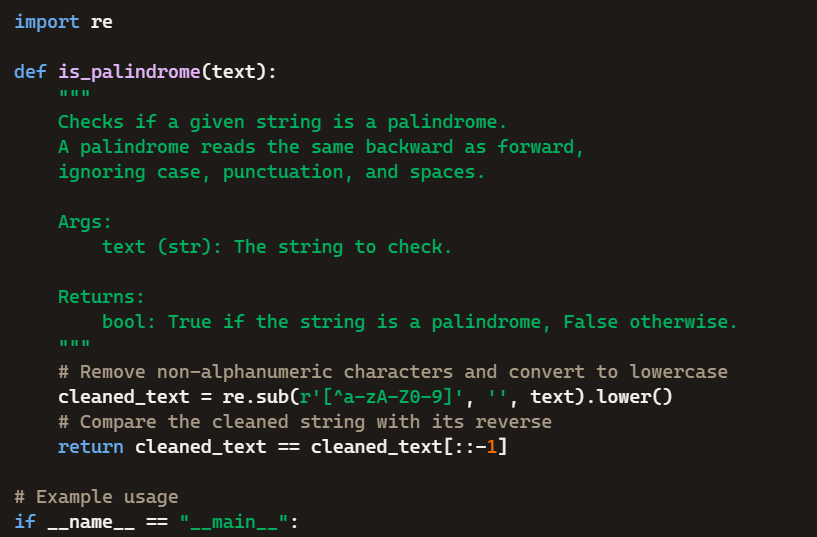 import re
def is_palindrome(text):
"""
Checks if a given string is a palindrome.
A palindrome reads the same backward as forward,
ignoring case, punctuation, and spaces.
Args:
text (str): The string to check.
Returns:
bool: True if the string is a palindrome, False otherwise.
"""
# Remove non-alphanumeric characters and convert to lowercase
cleaned_text = re.sub(r'[^a-zA-Z0-9]', '', text).lower()
# Compare the cleaned string with its reverse
return cleaned_text == cleaned_text[::-1]
# Example usage
if __name__ == "__main__":